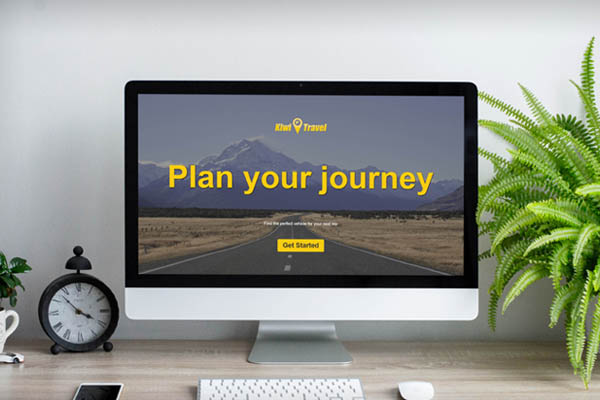 Kiwi Travel
Plan your journey
Find the perfect vehicle for your next trip
Get Started